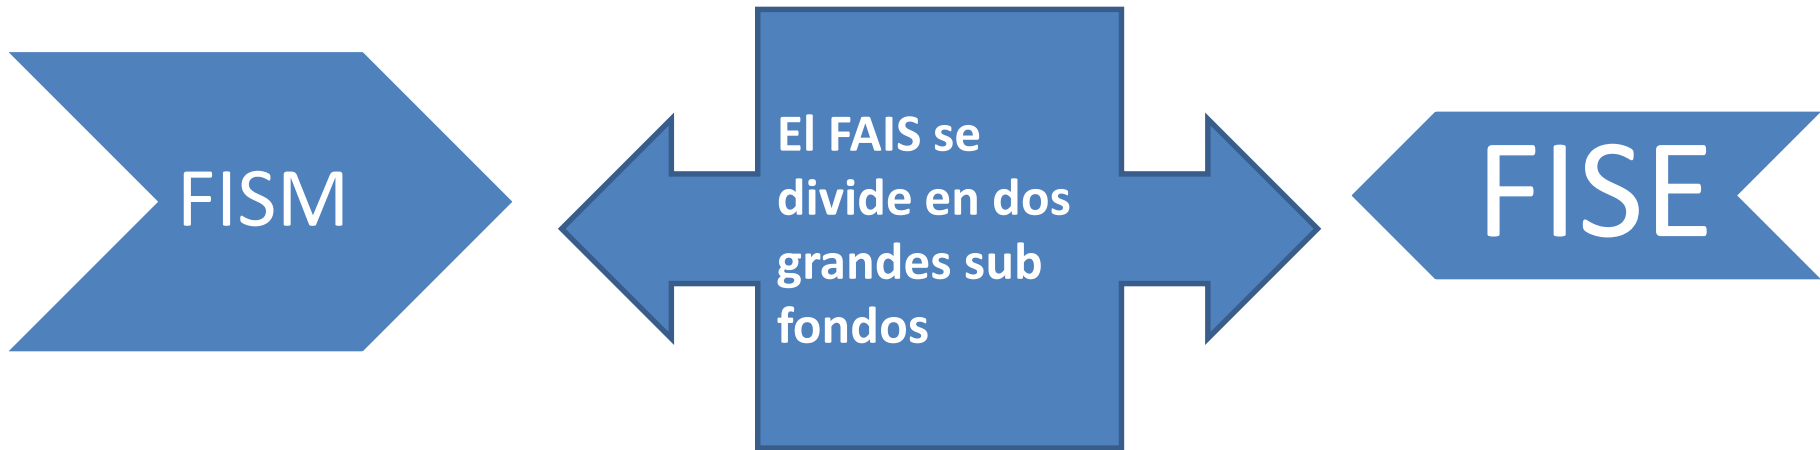 FISM
El FAIS se
divide en dos
grandes sub
fondos
FISE